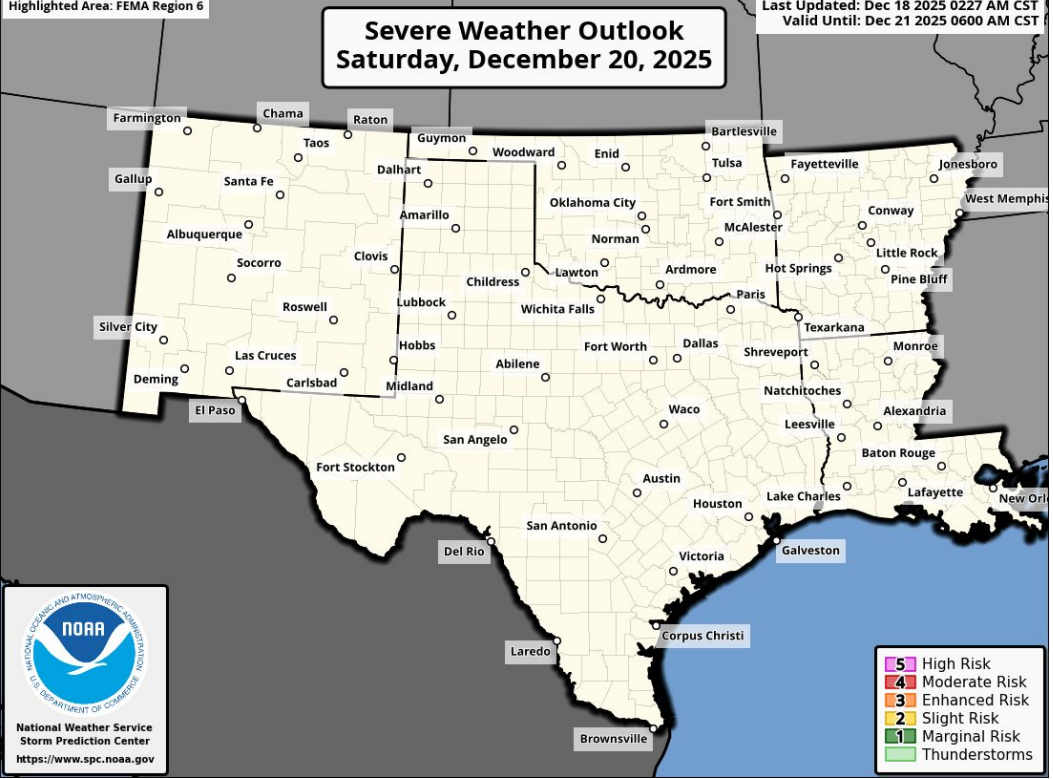 Highlighted Area: FEMA Region 6
Severe Weather Outlook
Saturday, December 20, 2025
Last Updated: Dec 18 2025 0227 AM CST
Valid Until: Dec 21 2025 0600 AM CST
Farmington
Chama
Raton
Taos
Guymon
Woodward
Enid
Bartlesville
Tulsa
Fayetteville
Jonesboro
Gallup
Santa Fe
Dalhart
Amarillo
Oklahoma City
Fort Smith
West Memphis
Albuquerque
Norman
McAlester
Conway
Socorro
Clovis
Childress
Lawton
Ardmore
Hot Springs
Little Rock
Pine Bluff
Roswell
Lubbock
Wichita Falls
Paris
Silver City
Texarkana
Las Cruces
Hobbs
Abilene
Fort Worth
Dallas
Shreveport
Monroe
Deming
Carlsbad
Midland
Natchitoches
El Paso
Waco
Leesville
Alexandria
San Angelo
Fort Stockton
Baton Rouge
Austin
Houston
Lake Charles
Lafayette
New Orl
San Antonio
Del Rio
Victoria
Galveston
Laredo
Corpus Christi
Brownsville
NATIONAL OCEANIC AND ATMOSPHERIC ADMINISTRATION
NOAA
U.S. DEPARTMENT OF COMMERCE
National Weather Service
Storm Prediction Center
https://www.spc.noaa.gov
5 High Risk
4 Moderate Risk
3 Enhanced Risk
2 Slight Risk
1 Marginal Risk
Thunderstorms